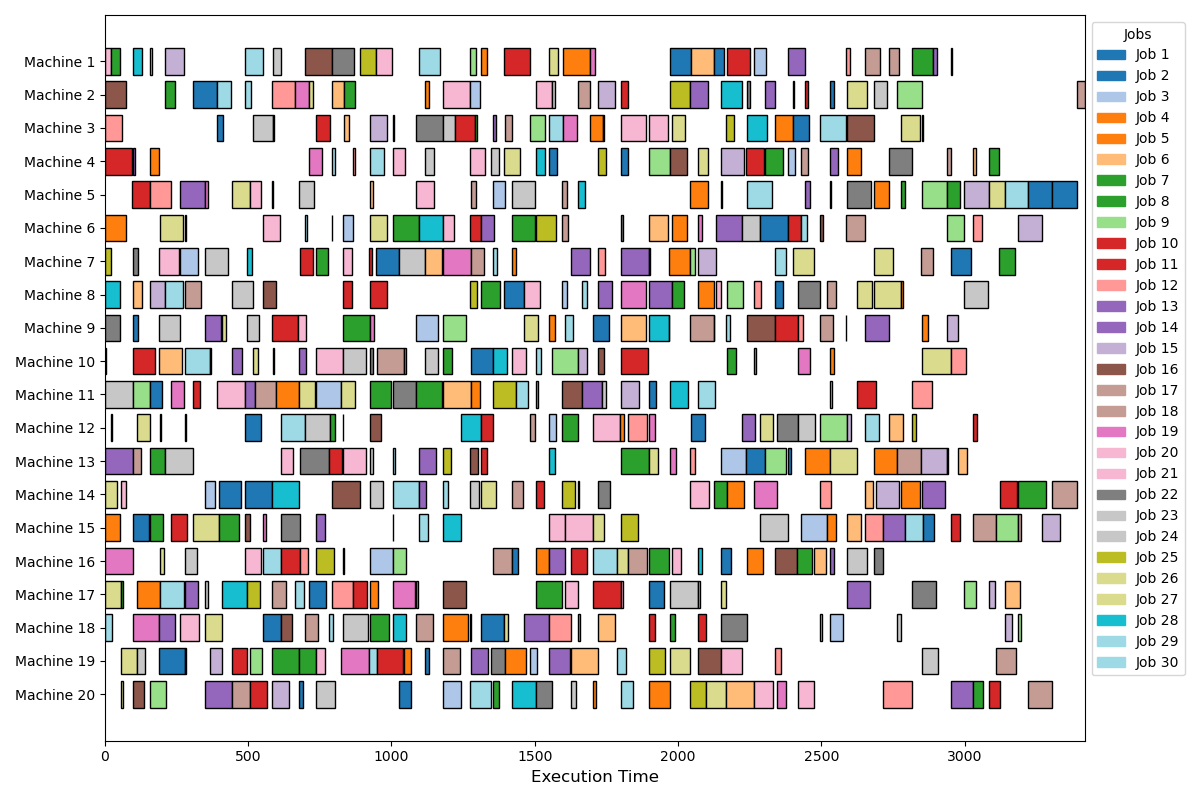 Machine 1
Machine 2
Machine 3
Machine 4
Machine 5
Machine 6
Machine 7
Machine 8
Machine 9
Machine 10
Machine 11
Machine 12
Machine 13
Machine 14
Machine 15
Machine 16
Machine 17
Machine 18
Machine 19
Machine 20
0 500 1000 1500 2000 2500 3000
Execution Time
Jobs
Job 1
Job 2
Job 3
Job 4
Job 5
Job 6
Job 7
Job 8
Job 9
Job 10
Job 11
Job 12
Job 13
Job 14
Job 15
Job 16
Job 17
Job 18
Job 19
Job 20
Job 21
Job 22
Job 23
Job 24
Job 25
Job 26
Job 27
Job 28
Job 29
Job 30